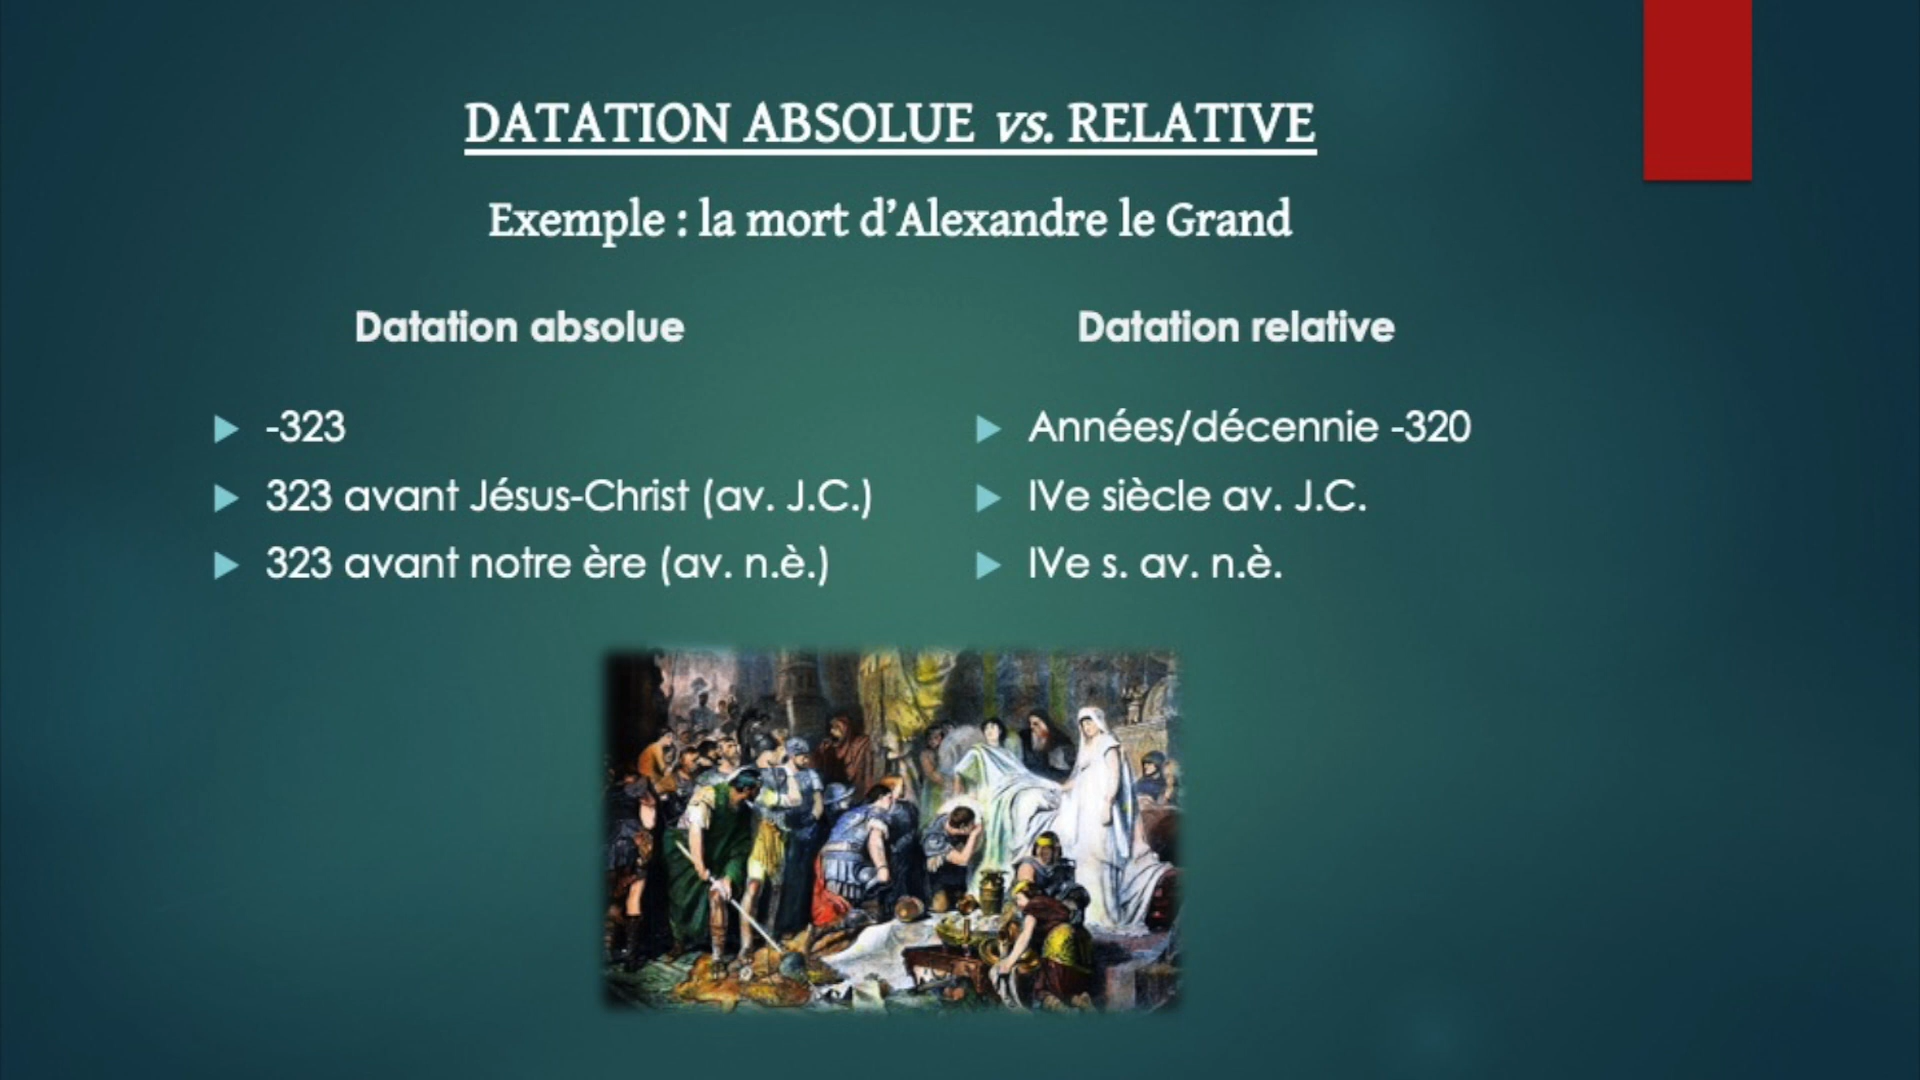 DATATION ABSOLUE vs. RELATIVE
Exemple : la mort d’Alexandre le Grand
Datation absolue
-323
323 avant Jésus-Christ (av. J.C.)
323 avant notre ère (av. n.è.)
Datation relative
Années/décennie -320
IVe siècle av. J.C.
IVe s. av. n.è.